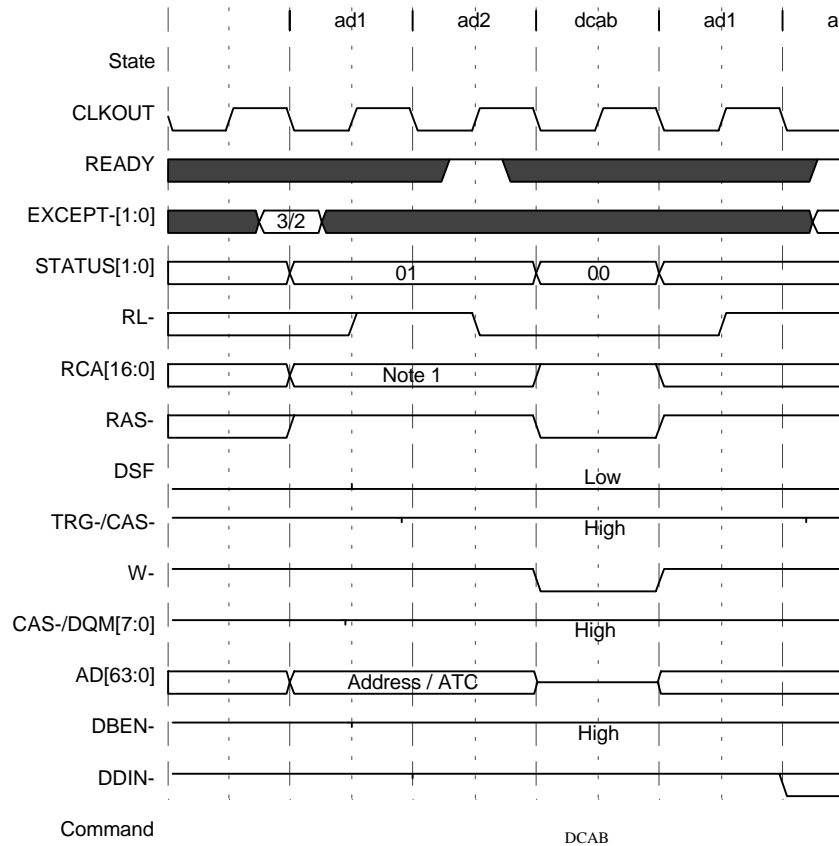 ad1 ad2 dcab ad1 a
State
CLKOUT
READY
EXCEPT-[1:0] 3/2
STATUS[1:0] 01 00
RL-
RCA[16:0] Note 1
RAS-
DSF Low
TRG-/CAS- High
W-
CAS-/DQM[7:0] High
AD[63:0] Address / ATC
DBEN- High
DDIN-
Command DCAB